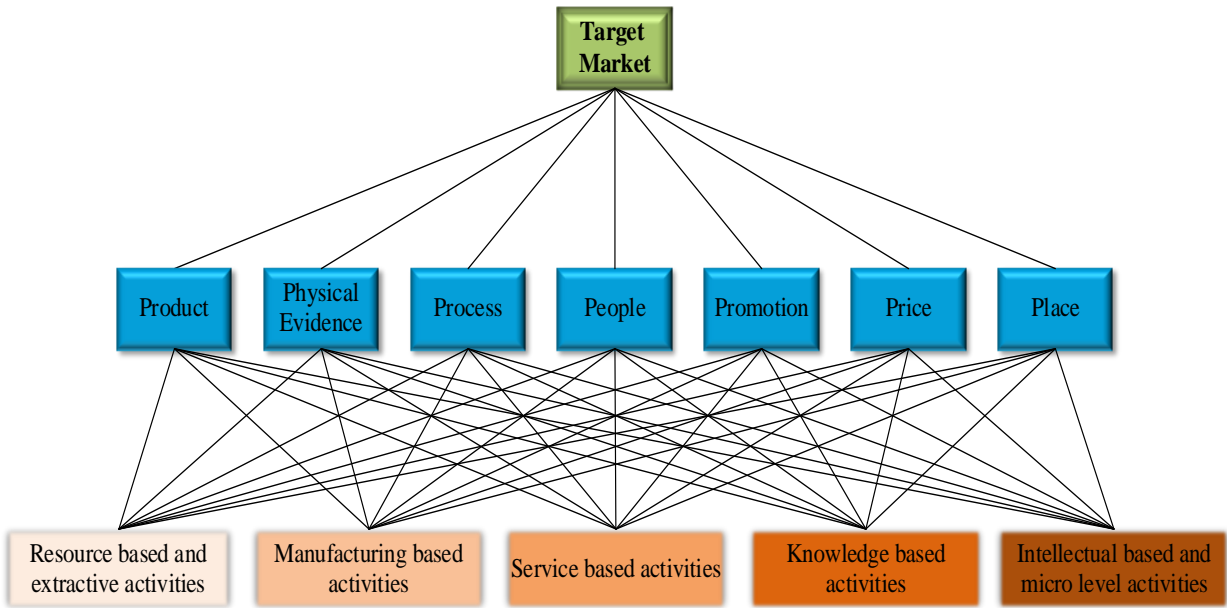 Target
Market
Product
Physical
Evidence
Process
People
Promotion
Price
Place
Resource based and
extractive activities
Manufacturing based
activities
Service based activities
Knowledge based
activities
Intellectual based and
micro level activities